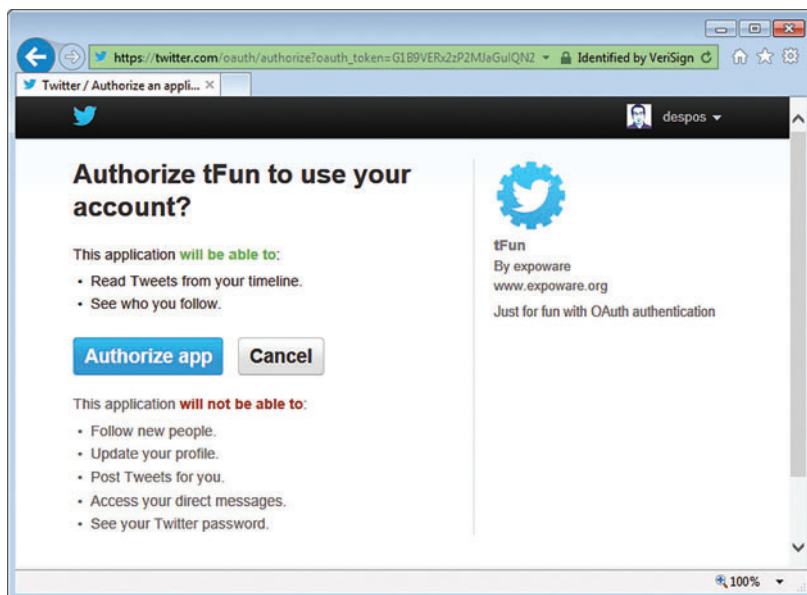 https://twitter.com/oauth/authorize?oauth_token=G1B9VERx2zP2MJaGuIQN2
Identified by VeriSign
Twitter / Authorize an appli...
despos
Authorize tFun to use your
account?
This application will be able to:
• Read Tweets from your timeline.
• See who you follow.
Authorize app
Cancel
This application will not be able to:
• Follow new people.
• Update your profile.
• Post Tweets for you.
• Access your direct messages.
• See your Twitter password.
tFun
By expoware
www.expoware.org
Just for fun with OAuth authentication
100%